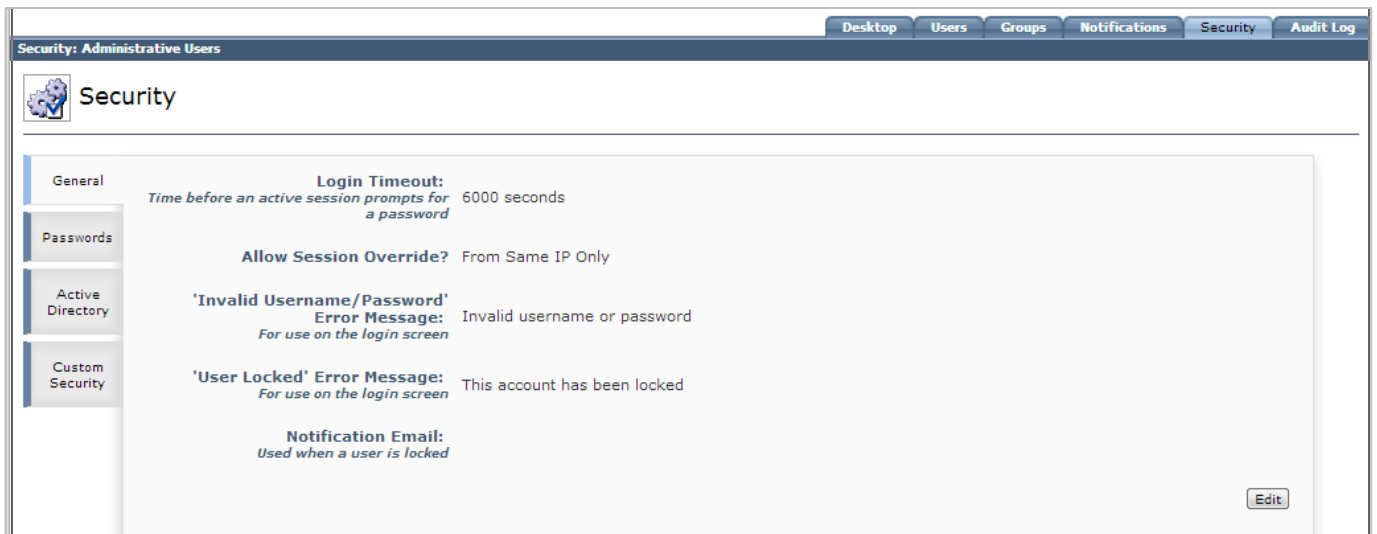 Desktop Users Groups Notifications Security Audit Log
Security: Administrative Users
Security
General
Passwords
Active
Directory
Custom
Security
Login Timeout:
Time before an active session prompts for
a password
6000 seconds
Allow Session Override? From Same IP Only
'Invalid Username/Password'
Error Message:
For use on the login screen
Invalid username or password
'User Locked' Error Message:
For use on the login screen
This account has been locked
Notification Email:
Used when a user is locked
Edit